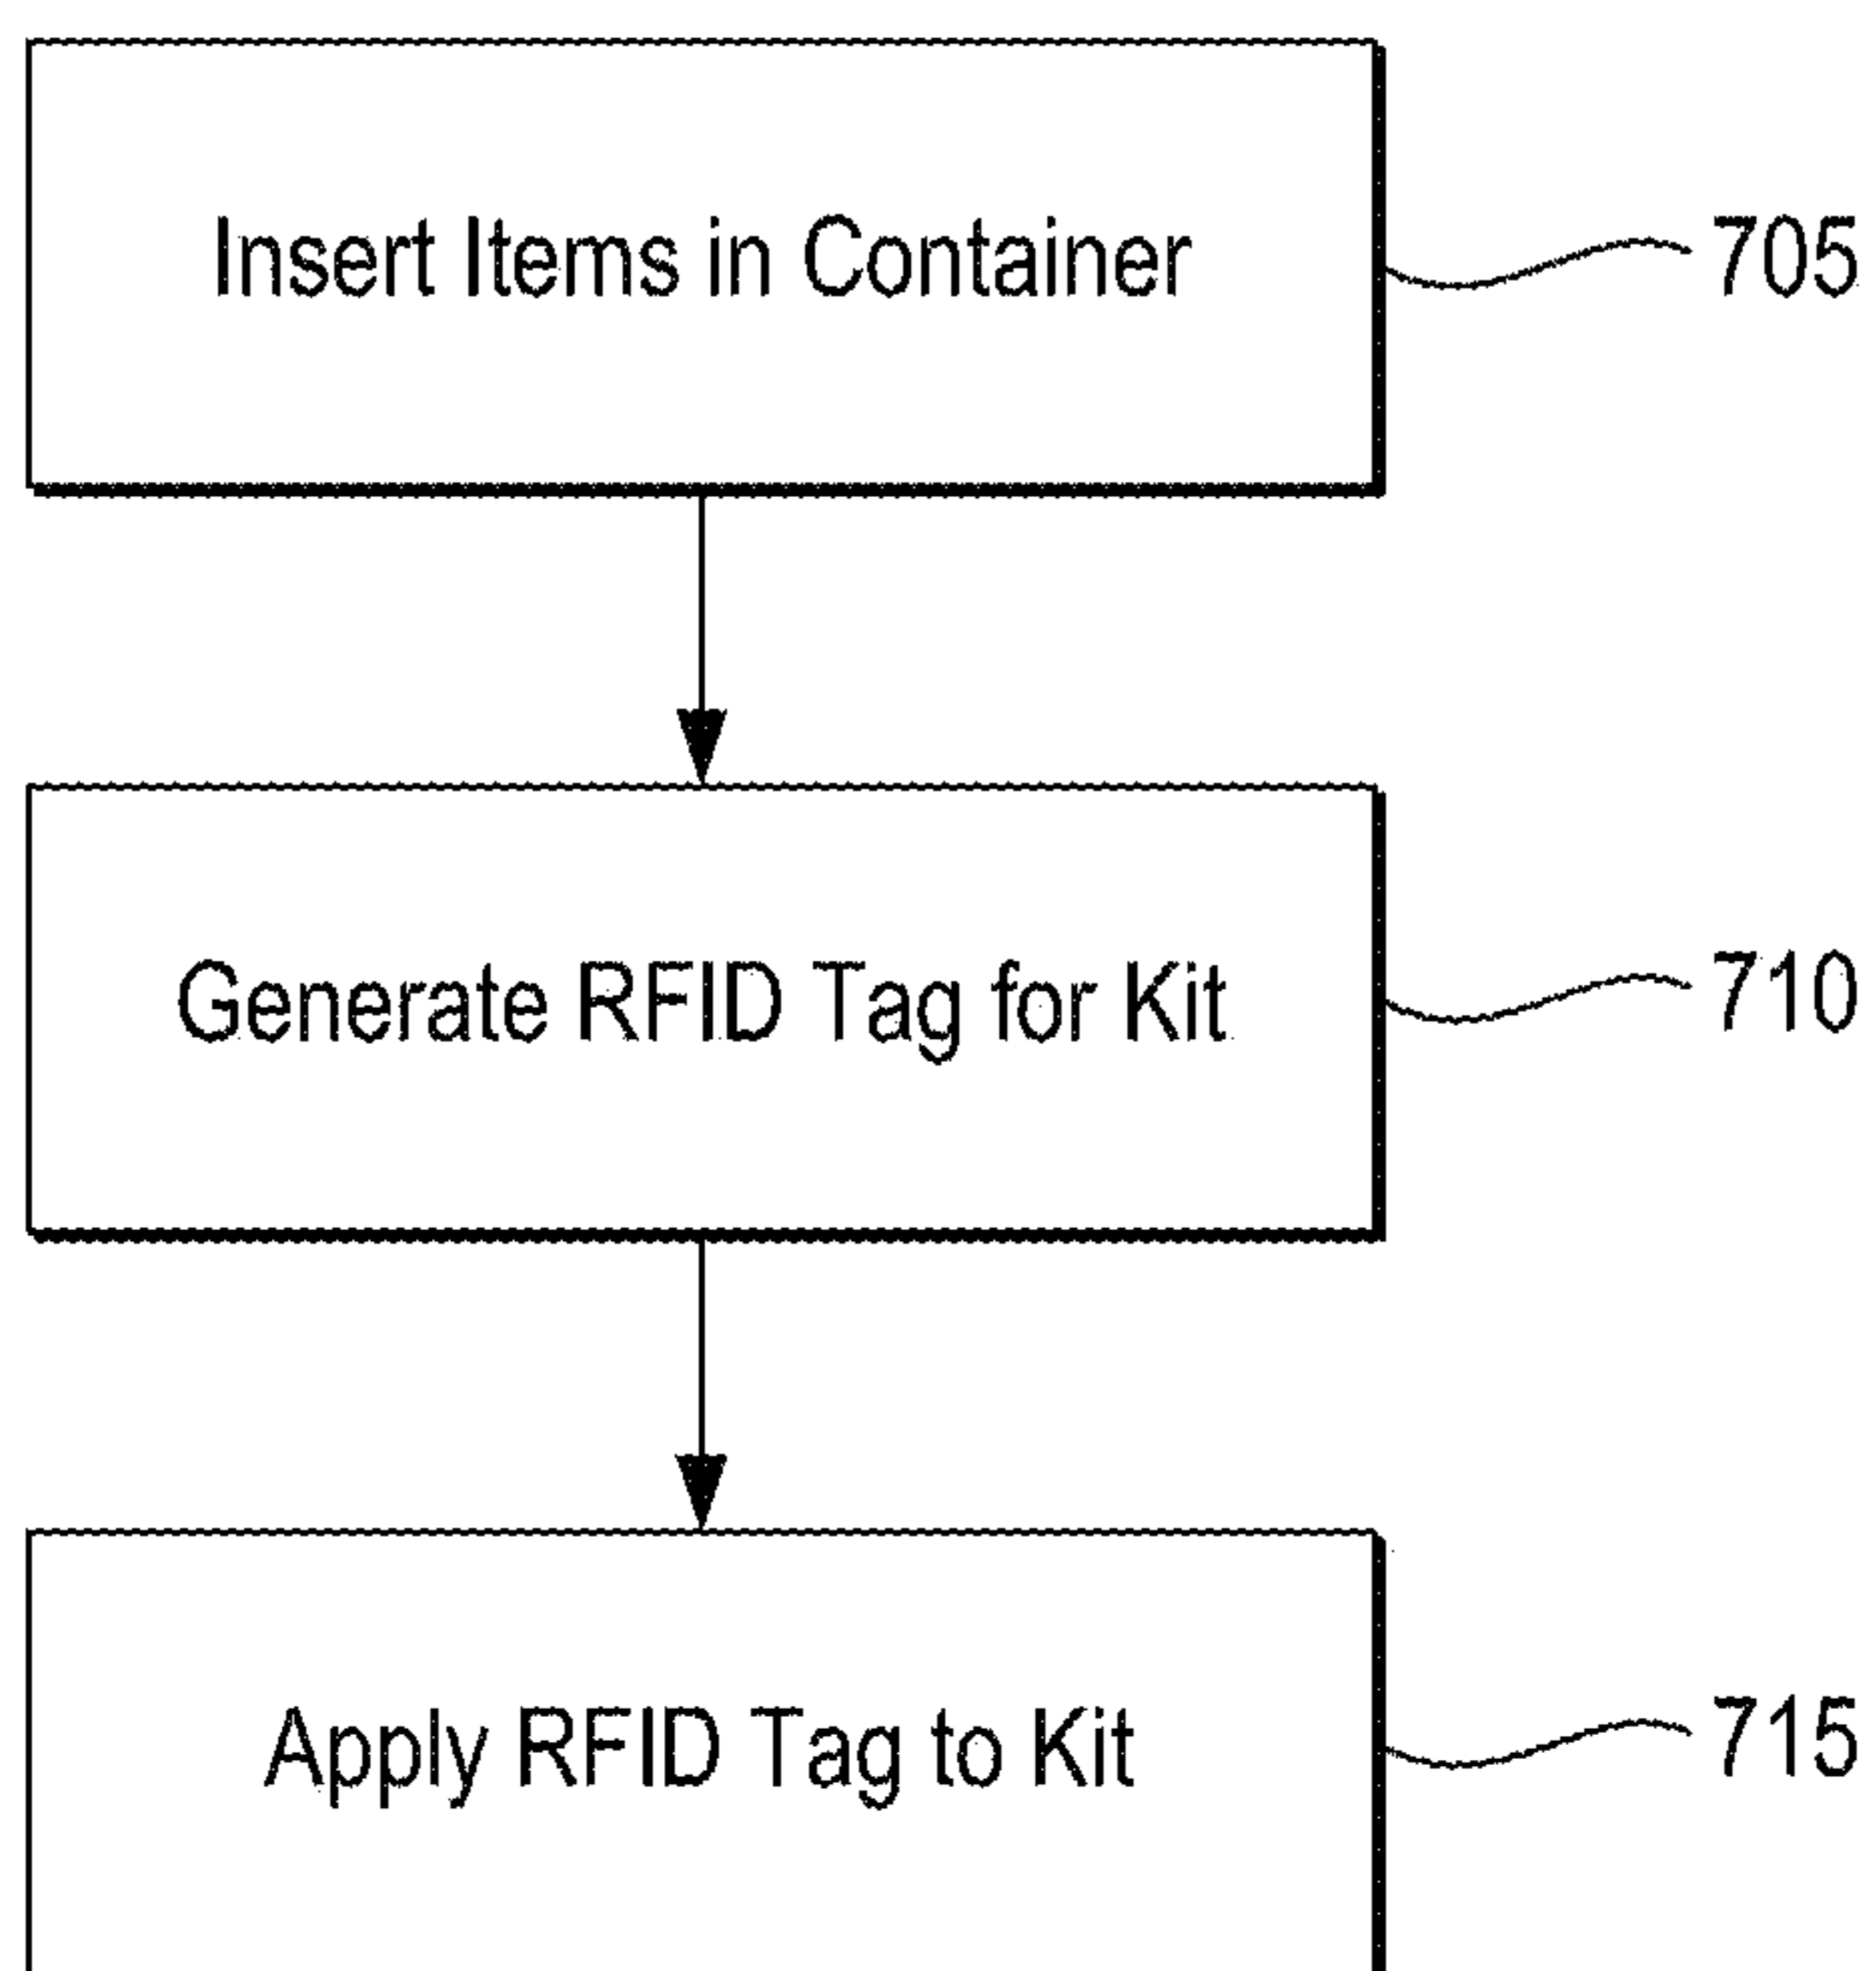 Insert Items in Container
705
Generate RFID Tag for Kit
710
Apply RFID Tag to Kit
715